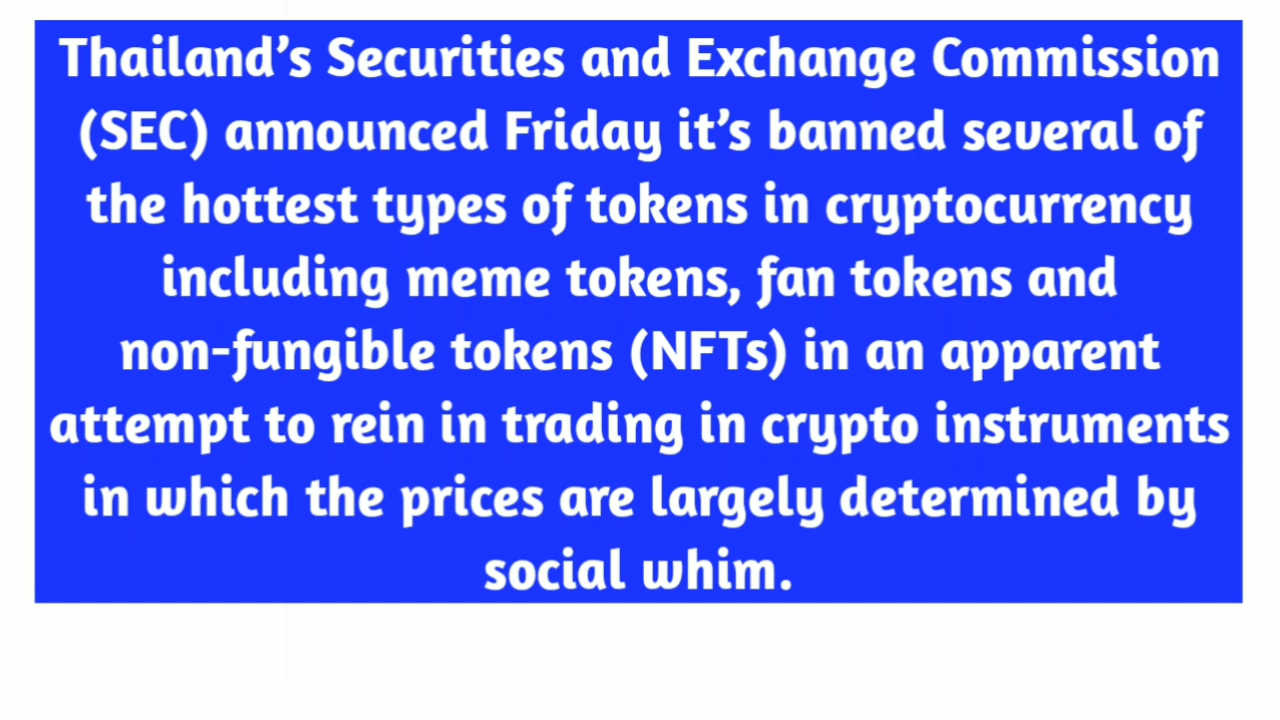 Thailand’s Securities and Exchange Commission
(SEC) announced Friday it’s banned several of
the hottest types of tokens in cryptocurrency
including meme tokens, fan tokens and
non-fungible tokens (NFTs) in an apparent
attempt to rein in trading in crypto instruments
in which the prices are largely determined by
social whim.